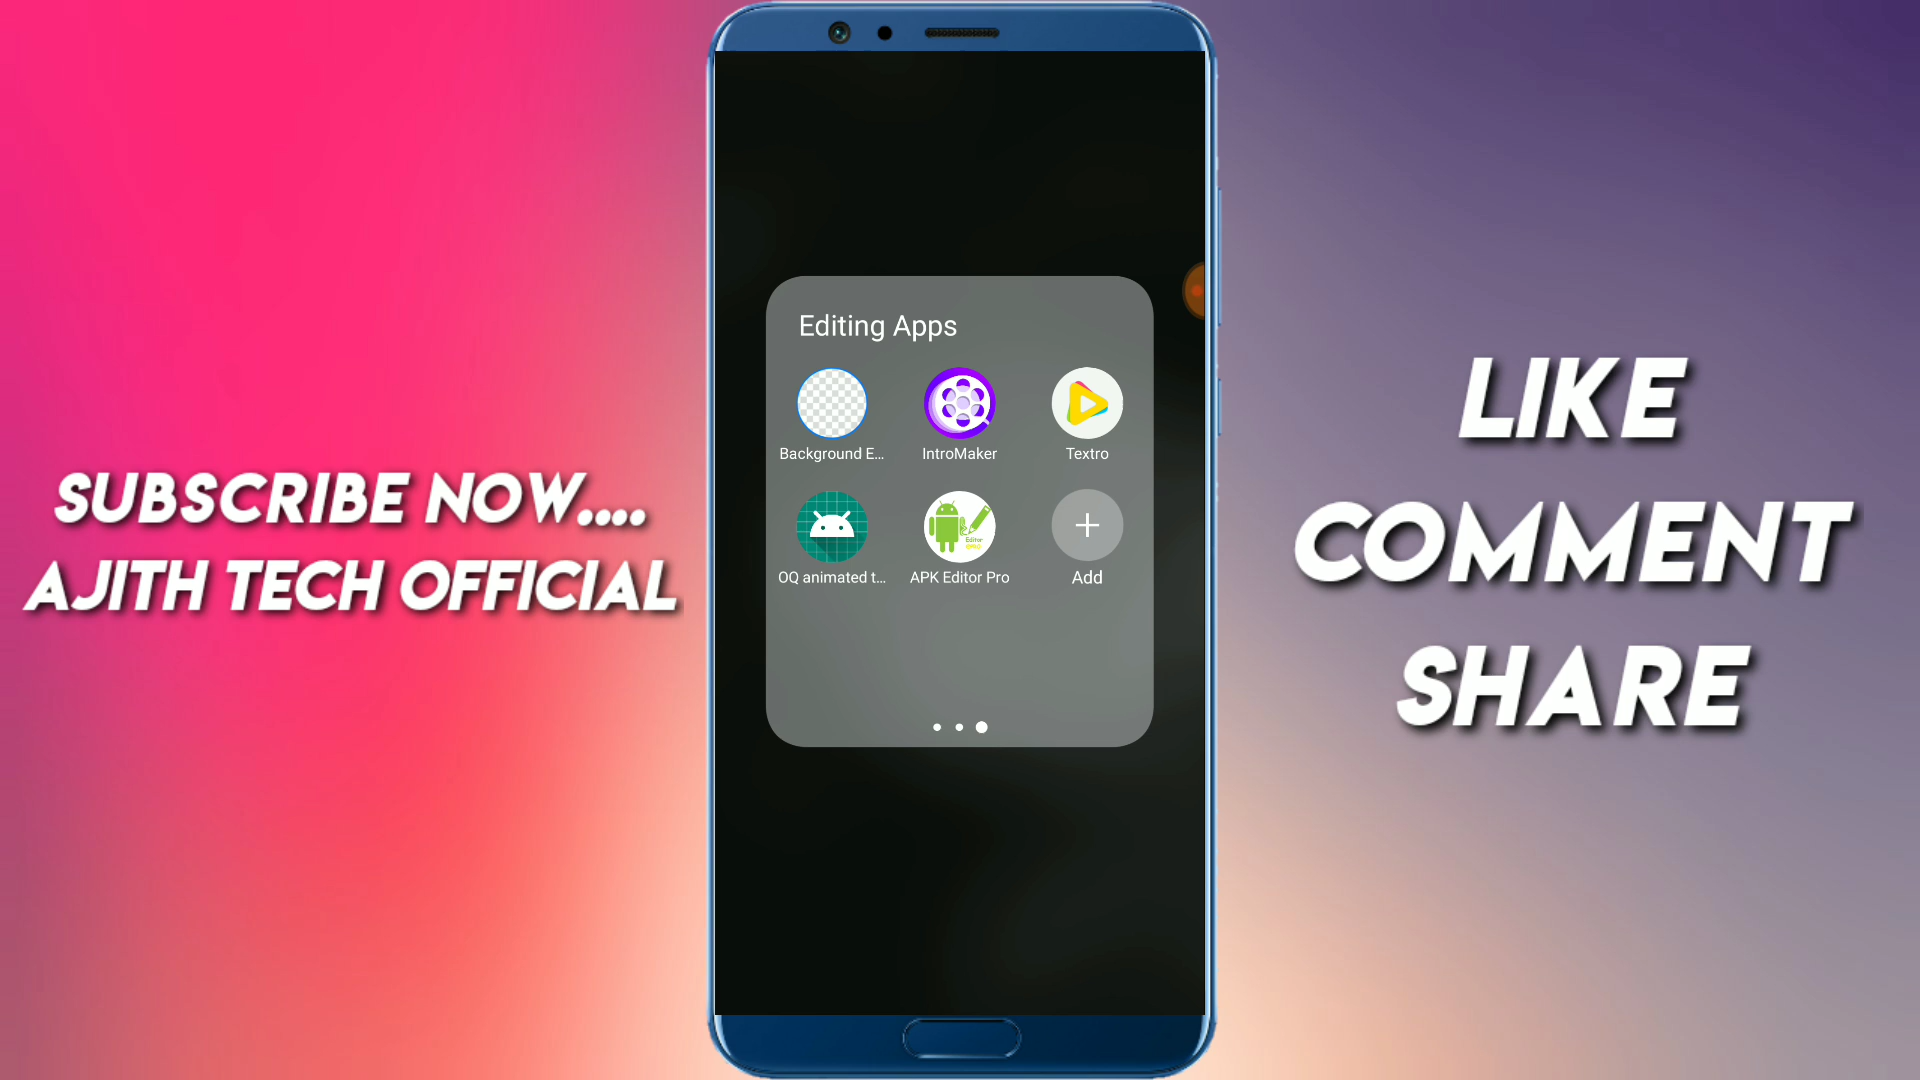 SUBSCRIBE NOW....
AJITH TECH OFFICIAL
Editing Apps
Background E...
IntroMaker
Textro
Editor
OQ animated t...
APK Editor Pro
Add
LIKE
COMMENT
SHARE